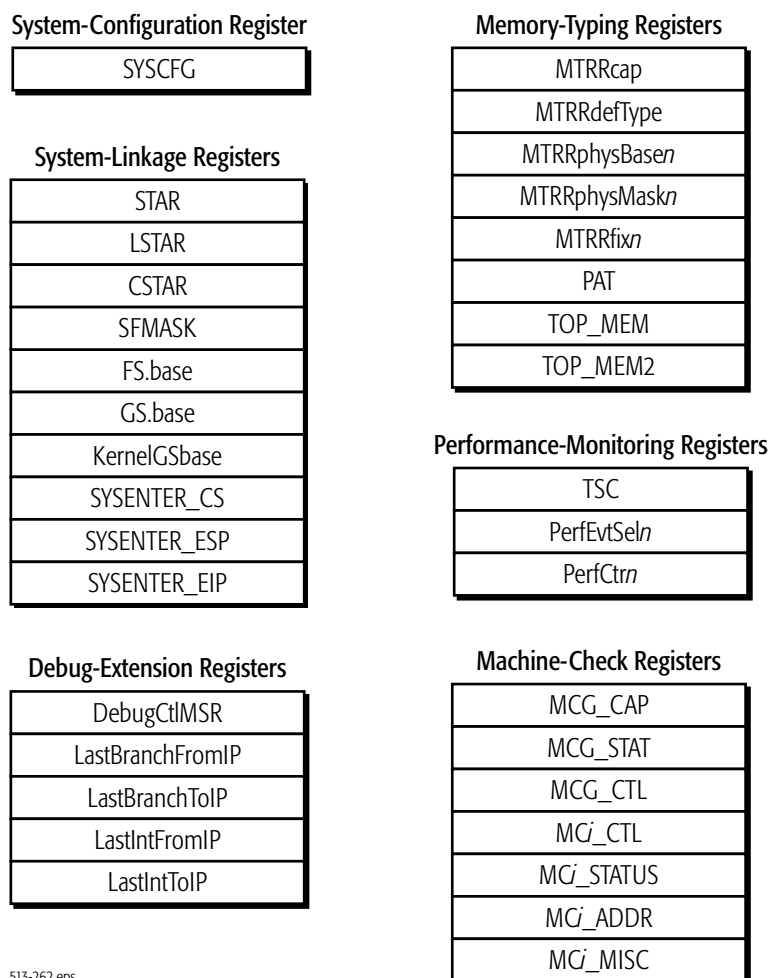 System-Configuration Register
SYSCFG
System-Linkage Registers
STAR
LSTAR
CSTAR
SFMASK
FS.base
GS.base
KernelGSbase
SYSENTER_CS
SYSENTER_ESP
SYSENTER_EIP
Debug-Extension Registers
DebugCtlMSR
LastBranchFromIP
LastBranchToIP
LastIntFromIP
LastIntToIP
513-262.eps
Memory-Typing Registers
MTRRcap
MTRRdefType
MTRRphysBasen
MTRRphysMaskn
MTRRfixn
PAT
TOP_MEM
TOP_MEM2
Performance-Monitoring Registers
TSC
PerfEvtSeln
PerfCtrn
Machine-Check Registers
MCG_CAP
MCG_STAT
MCG_CTL
MCi_CTL
MCi_STATUS
MCi_ADDR
MCi_MISC